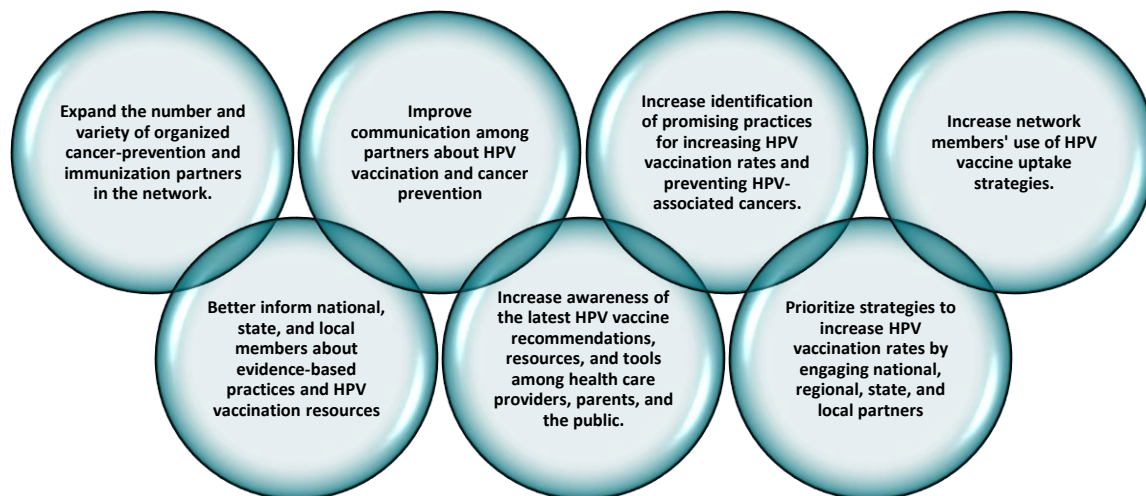 Expand the number and
variety of organized
cancer-prevention and
immunization partners
in the network.
Improve
communication among
partners about HPV
vaccination and cancer
prevention
Increase identification
of promising practices
for increasing HPV
vaccination rates and
preventing HPV-
associated cancers.
Increase network
members' use of HPV
vaccine uptake
strategies.
Better inform national,
state, and local
members about
evidence-based
practices and HPV
vaccination resources
Increase awareness of
the latest HPV vaccine
recommendations,
resources, and tools
among health care
providers, parents, and
the public.
Prioritize strategies to
increase HPV
vaccination rates by
engaging national,
regional, state, and
local partners